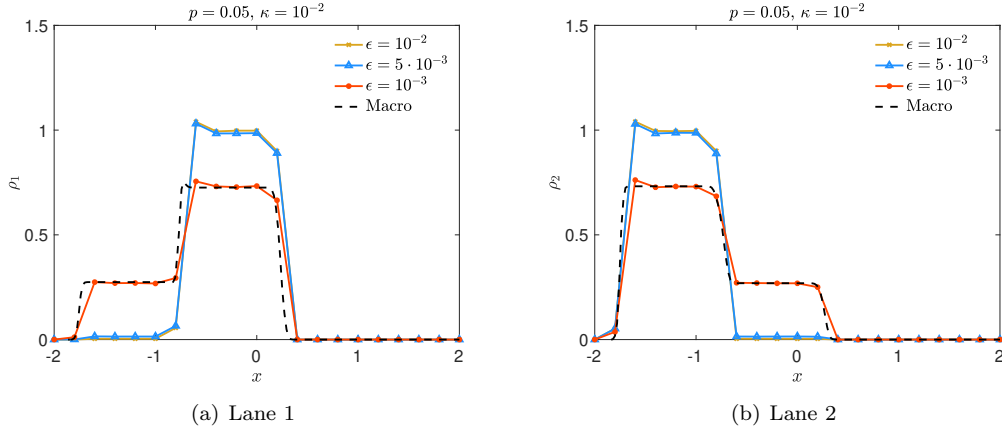 p = 0.05, κ = 10⁻²
1.5
1
0.5
0
ρ₁
-2
-1
0
1
2
x
ϵ = 10⁻²
ϵ = 5 · 10⁻³
ϵ = 10⁻³
Macro
(a) Lane 1
p = 0.05, κ = 10⁻²
1.5
1
0.5
0
ρ₂
-2
-1
0
1
2
x
ϵ = 10⁻²
ϵ = 5 · 10⁻³
ϵ = 10⁻³
Macro
(b) Lane 2